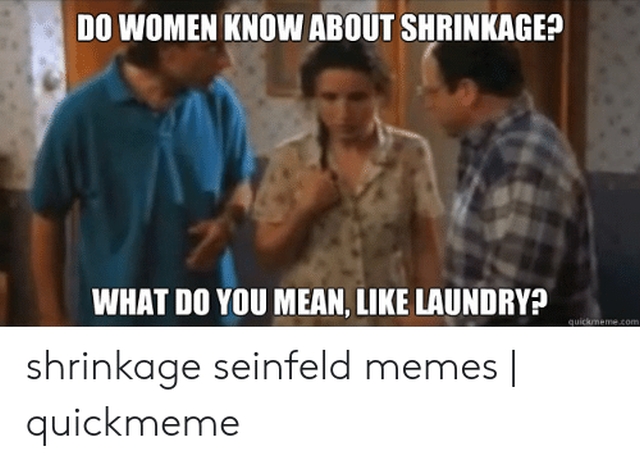 DO WOMEN KNOW ABOUT SHRINKAGE?
WHAT DO YOU MEAN, LIKE LAUNDRY?
quickmeme.com
shrinkage seinfeld memes |
quickmeme